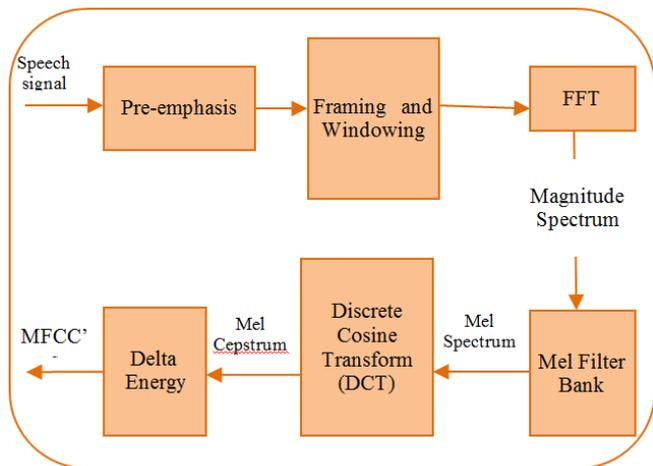 Speech
signal
Pre-emphasis
Framing and
Windowing
FFT
Magnitude
Spectrum
Mel Filter
Bank
Mel
Spectrum
Discrete
Cosine
Transform
(DCT)
Mel
Cepstrum
Delta
Energy
MFCC’